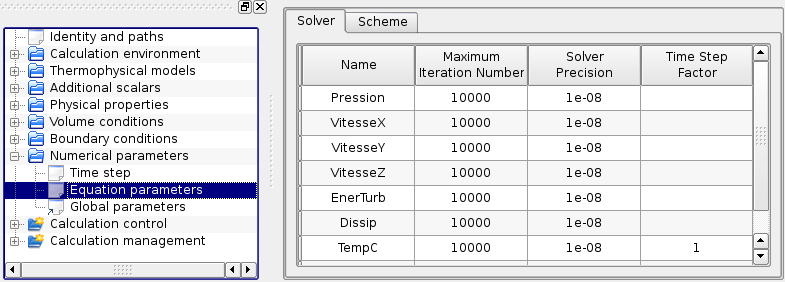 Identity and paths
Calculation environment
Thermophysical models
Additional scalars
Physical properties
Volume conditions
Boundary conditions
Numerical parameters
Time step
Equation parameters
Global parameters
Calculation control
Calculation management
Solver Scheme
Name Maximum Iteration Number Solver Precision Time Step Factor
Pression 10000 1e-08
VitesseX 10000 1e-08
VitesseY 10000 1e-08
VitesseZ 10000 1e-08
EnerTurb 10000 1e-08
Dissip 10000 1e-08
TempC 10000 1e-08 1